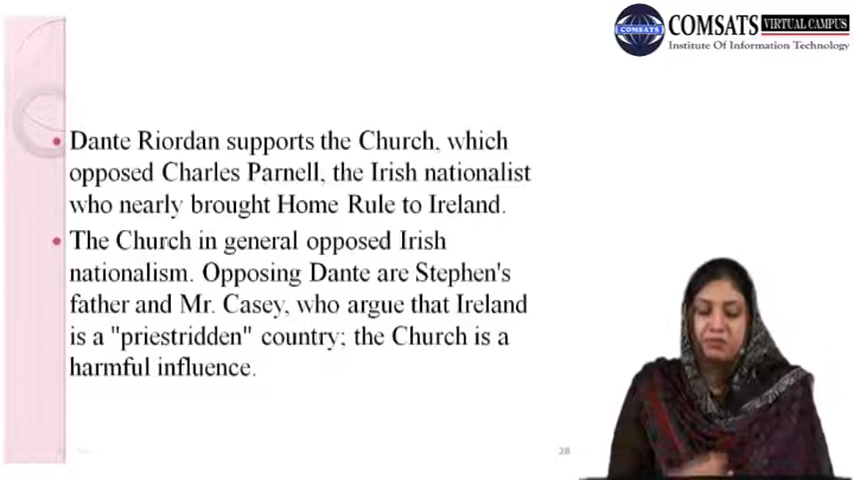 COMSATS VIRTUAL CAMPUS
COMSATS
Institute Of Information Technology
Dante Riordan supports the Church, which
opposed Charles Parnell, the Irish nationalist
who nearly brought Home Rule to Ireland.
The Church in general opposed Irish
nationalism. Opposing Dante are Stephen's
father and Mr. Casey, who argue that Ireland
is a "priestridden" country; the Church is a
harmful influence.
28